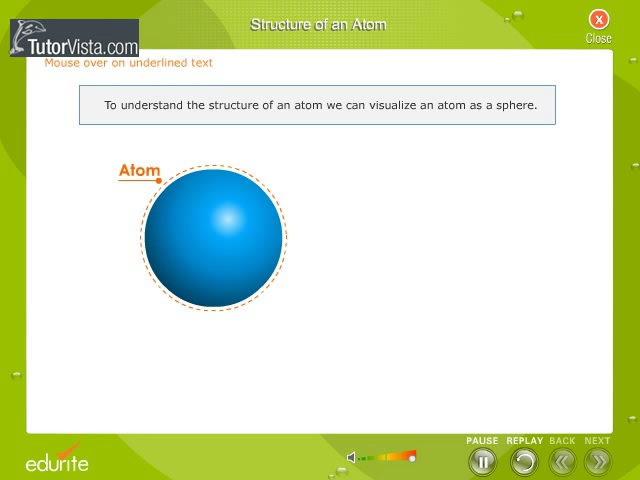 Structure of an Atom
X
Close
TutorVista.com
Mouse over on underlined text
To understand the structure of an atom we can visualize an atom as a sphere.
Atom
PAUSE REPLAY BACK NEXT
edurite